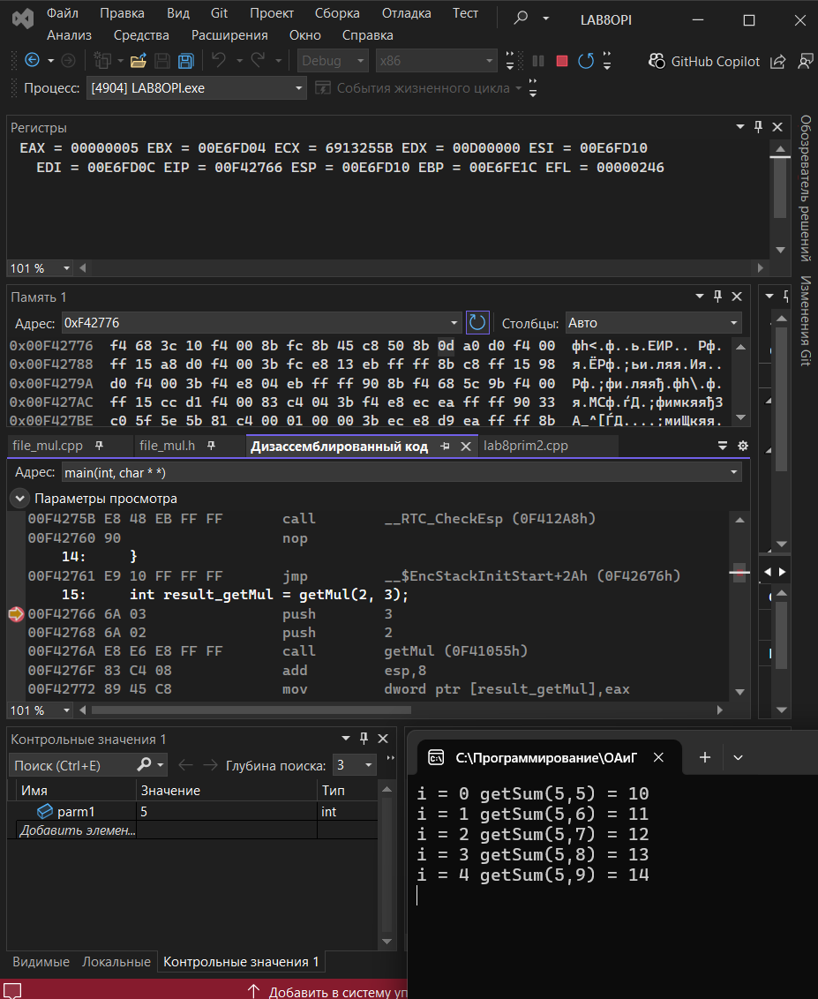 Файл Правка Вид Git Проект Сборка Отладка Тест LAB8OPI
Анализ Средства Расширения Окно Справка
Debug x86 GitHub Copilot
Процесс: [4904] LAB8OPI.exe События жизненного цикла
Регистры
EAX = 00000005 EBX = 00E6FD04 ECX = 6913255B EDX = 00D00000 ESI = 00E6FD10
EDI = 00E6FD0C EIP = 00F42766 ESP = 00E6FD10 EBP = 00E6FE1C EFL = 00000246
101 %
Обозреватель решений
Изменения Git
Память 1
Адрес: 0xF42776 Столбцы: Авто
0x00F42776 f4 68 3c 10 f4 00 8b fc 8b 45 c8 50 8b 0d a0 d0 f4 00 фh<.ф..ь.EИP.. Рф.
0x00F42788 ff 15 a8 d0 f4 00 3b fc e8 13 eb ff ff 8b c8 ff 15 98 я.ЁРф.;ьи.ляя.Ия..
0x00F4279A d0 f4 00 3b f4 e8 04 eb ff ff 90 8b f4 68 5c 9b f4 00 Рф.;фи.ляяђ.фh\.ф.
0x00F427AC ff 15 cc d1 f4 00 83 c4 04 3b f4 e8 ec ea ff ff 90 33 я.МСф.ѓД.;фимкяяђ3
0x00F427BE c0 5f 5e 5b 81 c4 00 01 00 00 3b ec e8 d9 ea ff ff 8b А_^[ЃД....;миЩкяя.
file_mul.cpp file_mul.h Дизассемблированный код lab8prim2.cpp
Адрес: main(int, char * *)
Параметры просмотра
00F4275B E8 48 EB FF FF call __RTC_CheckEsp (0F412A8h)
00F42760 90 nop
14: }
00F42761 E9 10 FF FF FF jmp __$EncStackInitStart+2Ah (0F42676h)
15: int result_getMul = getMul(2, 3);
00F42766 6A 03 push 3
00F42768 6A 02 push 2
00F4276A E8 E6 E8 FF FF call getMul (0F41055h)
00F4276F 83 C4 08 add esp,8
00F42772 89 45 C8 mov dword ptr [result_getMul],eax
101 %
Контрольные значения 1
Поиск (Ctrl+E) Глубина поиска: 3
Имя Значение Тип
parm1 5 int
Добавить элемен...
Видимые Локальные Контрольные значения 1
Добавить в систему уп
C:\Программирование\ОАиГ
i = 0 getSum(5,5) = 10
i = 1 getSum(5,6) = 11
i = 2 getSum(5,7) = 12
i = 3 getSum(5,8) = 13
i = 4 getSum(5,9) = 14